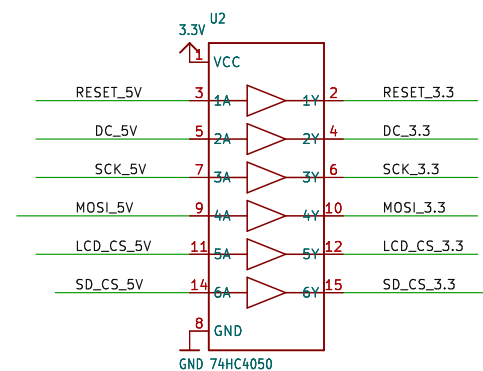 U2
3.3V
1 VCC
RESET_5V 3 1A 1Y 2 RESET_3.3
DC_5V 5 2A 2Y 4 DC_3.3
SCK_5V 7 3A 3Y 6 SCK_3.3
MOSI_5V 9 4A 4Y 10 MOSI_3.3
LCD_CS_5V 11 5A 5Y 12 LCD_CS_3.3
SD_CS_5V 14 6A 6Y 15 SD_CS_3.3
8 GND
GND 74HC4050